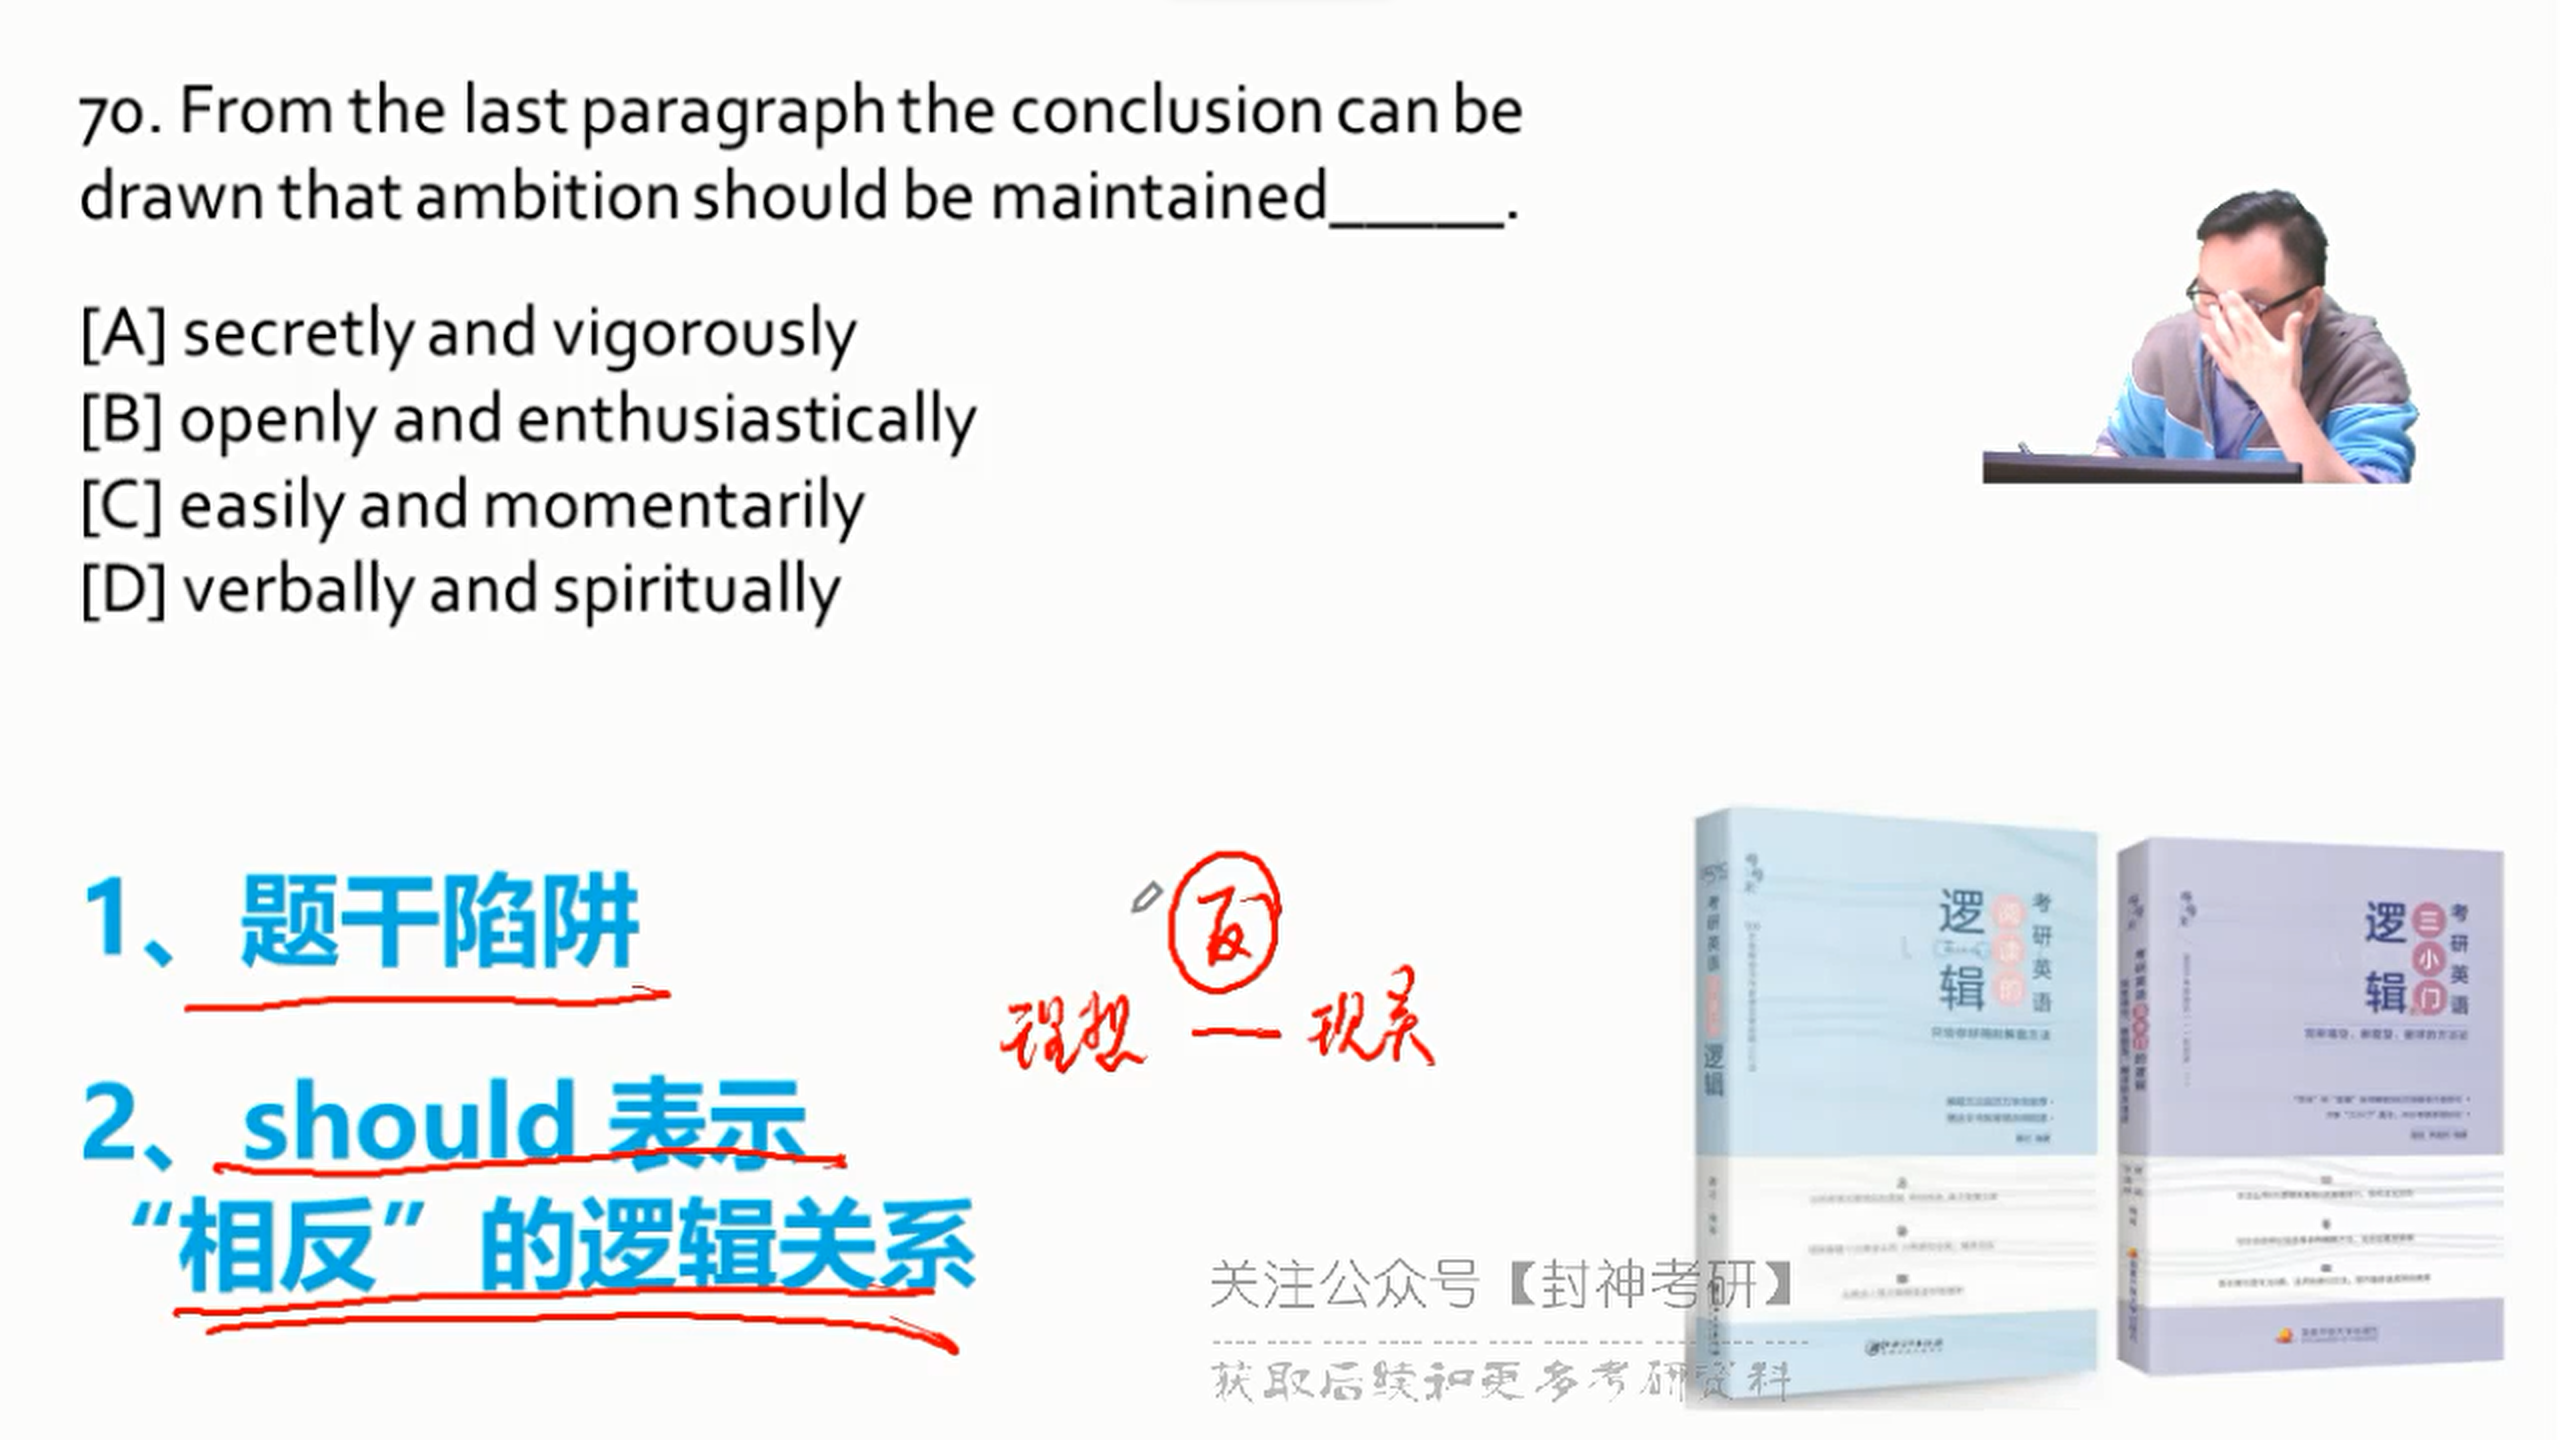 70. From the last paragraph the conclusion can be
drawn that ambition should be maintained_____.
[A] secretly and vigorously
[B] openly and enthusiastically
[C] easily and momentarily
[D] verbally and spiritually
1、题干陷阱
2、should 表示
“相反”的逻辑关系
反
理想 — 现实
考研英语
阅读的
逻辑
考研英语
三小门
逻辑
关注公众号【封神考研】
获取后续和更多考研资料